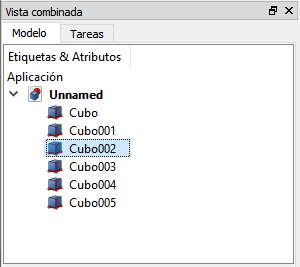 Vista combinada
Modelo Tareas
Etiquetas & Atributos
Aplicación
Unnamed
Cubo
Cubo001
Cubo002
Cubo003
Cubo004
Cubo005